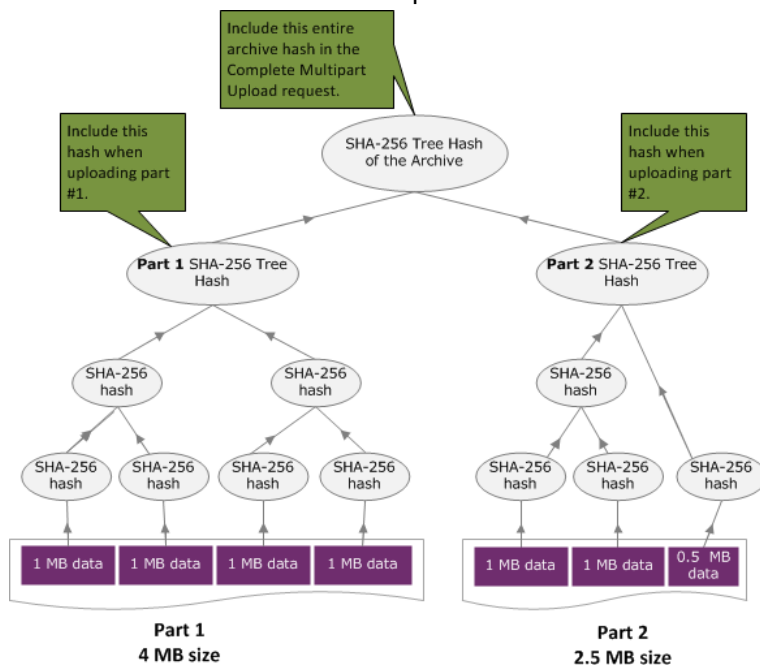 Include this entire
archive hash in the
Complete Multipart
Upload request.
Include this
hash when
uploading part
#1.
Include this
hash when
uploading part
#2.
SHA-256 Tree Hash
of the Archive
Part 1 SHA-256 Tree
Hash
Part 2 SHA-256 Tree
Hash
SHA-256
hash
SHA-256
hash
SHA-256
hash
SHA-256
hash
SHA-256
hash
SHA-256
hash
SHA-256
hash
SHA-256
hash
SHA-256
hash
SHA-256
hash
1 MB data
1 MB data
1 MB data
1 MB data
1 MB data
1 MB data
0.5 MB
data
Part 1
4 MB size
Part 2
2.5 MB size